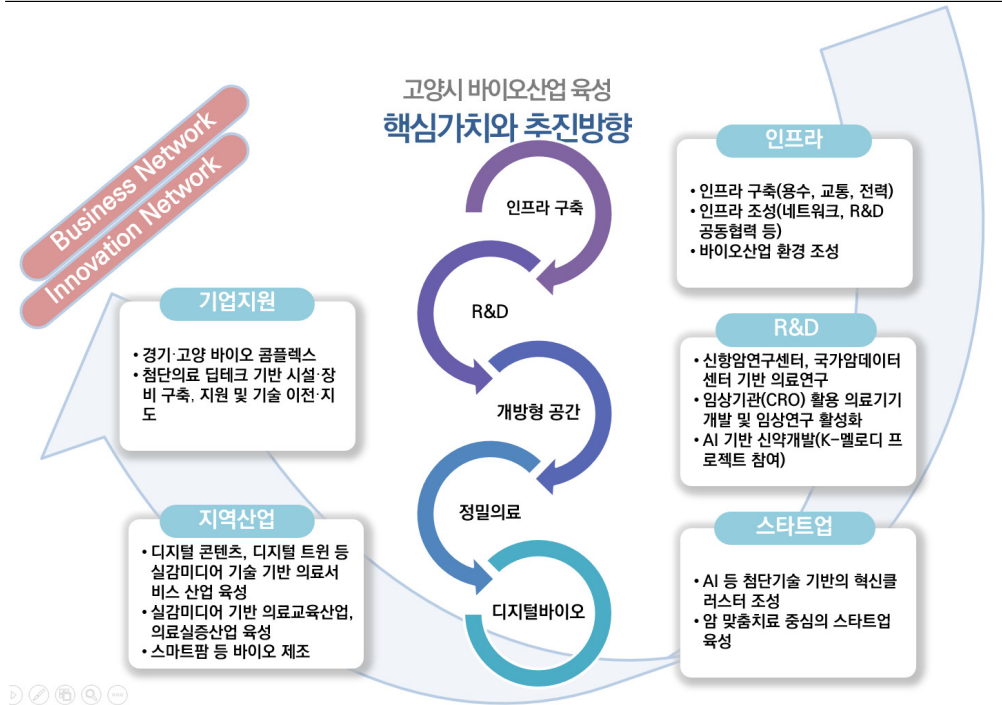 고양시 바이오산업 육성
핵심가치와 추진방향
Business Network
Innovation Network
인프라 구축
R&D
개방형 공간
정밀의료
디지털바이오
인프라
• 인프라 구축(용수, 교통, 전력)
• 인프라 조성(네트워크, R&D
공동협력 등)
• 바이오산업 환경 조성
R&D
• 신항암연구센터, 국가암데이터
센터 기반 의료연구
• 임상기관(CRO) 활용 의료기기
개발 및 임상연구 활성화
• AI 기반 신약개발(K-멜로디 프
로젝트 참여)
스타트업
• AI 등 첨단기술 기반의 혁신클
러스터 조성
• 암 맞춤치료 중심의 스타트업
육성
기업지원
• 경기·고양 바이오 콤플렉스
• 첨단의료 딥테크 기반 시설·장
비 구축, 지원 및 기술 이전·지
도
지역산업
• 디지털 콘텐츠, 디지털 트윈 등
실감미디어 기술 기반 의료서
비스 산업 육성
• 실감미디어 기반 의료교육산업,
의료실증산업 육성
• 스마트팜 등 바이오 제조